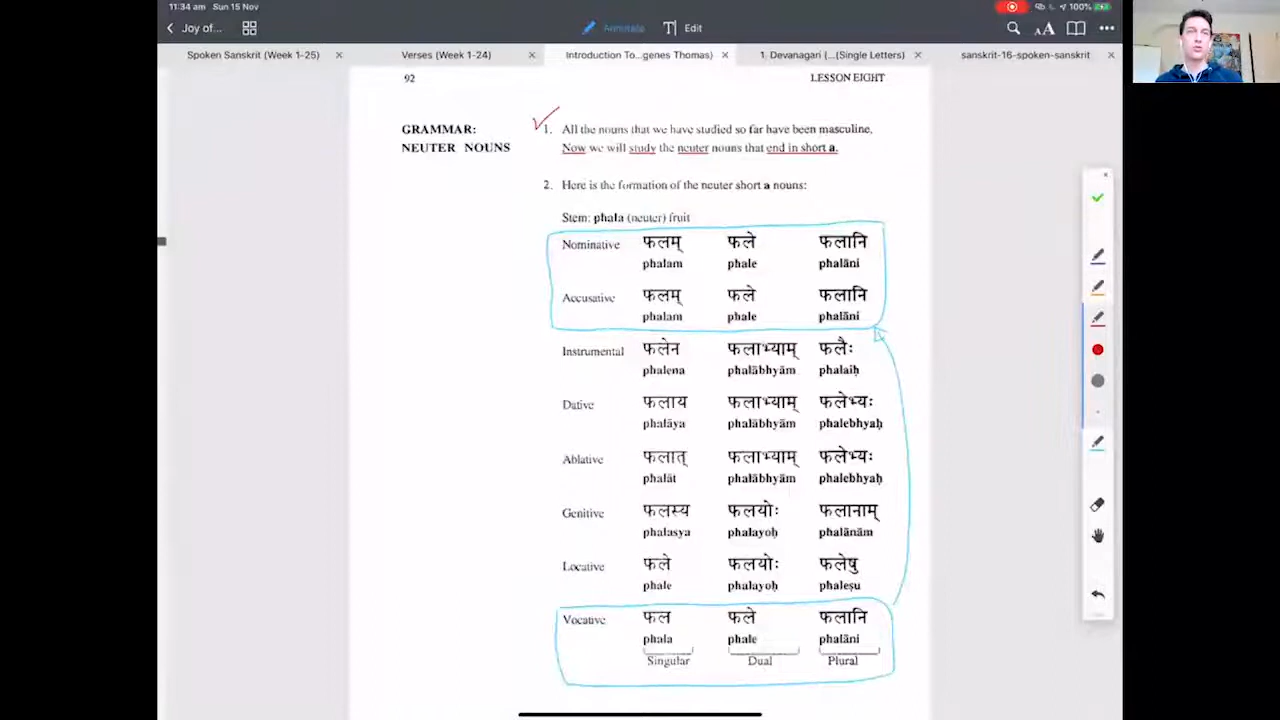 11:34 am Sun 15 Nov
100%
Joy of...
Annotate
Edit
AA
Spoken Sanskrit (Week 1-25)
Verses (Week 1-24)
Introduction To...genes Thomas)
1. Devanagari (...(Single Letters)
sanskrit-16-spoken-sanskrit
92 LESSON EIGHT
GRAMMAR: 1. All the nouns that we have studied so far have been masculine.
NEUTER NOUNS Now we will study the neuter nouns that end in short a.
2. Here is the formation of the neuter short a nouns:
Stem: phala (neuter) fruit
Nominative फलम् फले फलानि
phalam phale phalāni
Accusative फलम् फले फलानि
phalam phale phalāni
Instrumental फलेन फलाभ्याम् फलैः
phalena phalābhyām phalaiḥ
Dative फलाय फलाभ्याम् फलेभ्यः
phalāya phalābhyām phalebhyaḥ
Ablative फलात् फलाभ्याम् फलेभ्यः
phalāt phalābhyām phalebhyaḥ
Genitive फलस्य फलयोः फलानाम्
phalasya phalayoḥ phalānām
Locative फले फलयोः फलेषु
phale phalayoḥ phaleṣu
Vocative फल फले फलानि
phala phale phalāni
Singular Dual Plural